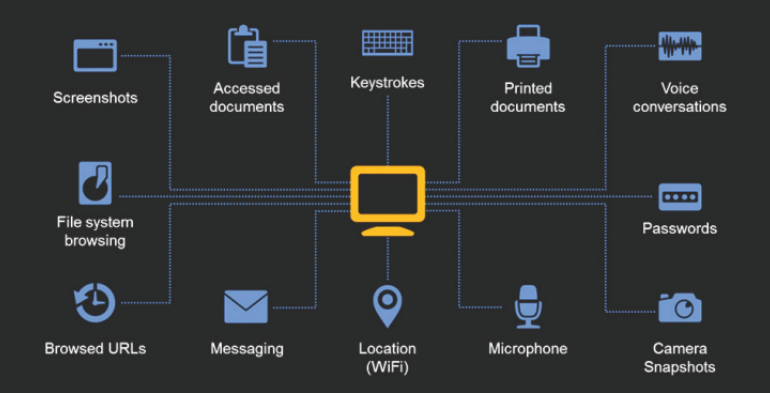 Screenshots
Accessed
documents
Keystrokes
Printed
documents
Voice
conversations
File system
browsing
Passwords
Browsed URLs
Messaging
Location
(WiFi)
Microphone
Camera
Snapshots